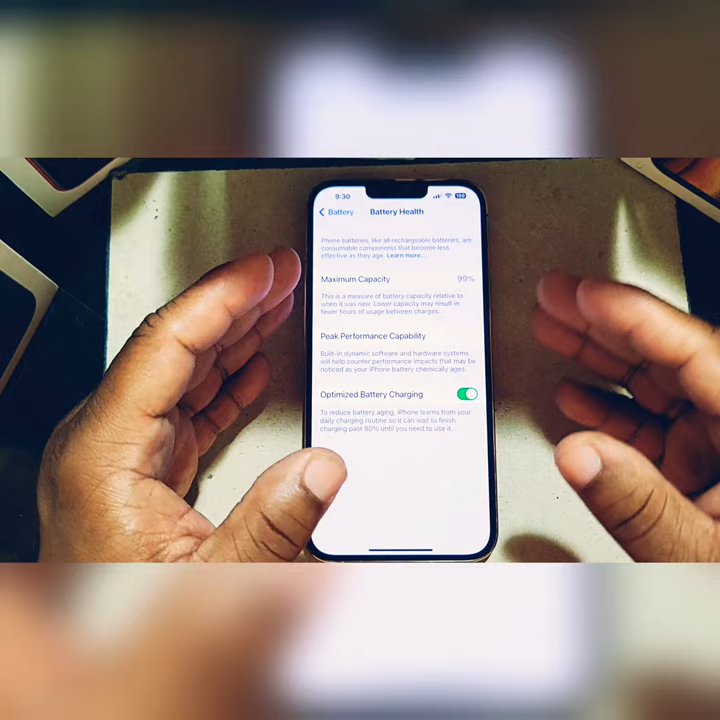 9:30
100
Battery
Battery Health
Phone batteries, like all rechargeable batteries, are
consumable components that become less
effective as they age. Learn more...
Maximum Capacity 99%
This is a measure of battery capacity relative to
when it was new. Lower capacity may result in
fewer hours of usage between charges.
Peak Performance Capability
Built-in dynamic software and hardware systems
will help counter performance impacts that may be
noticed as your iPhone battery chemically ages.
Optimized Battery Charging
To reduce battery aging, iPhone learns from your
daily charging routine so it can wait to finish
charging past 80% until you need to use it.